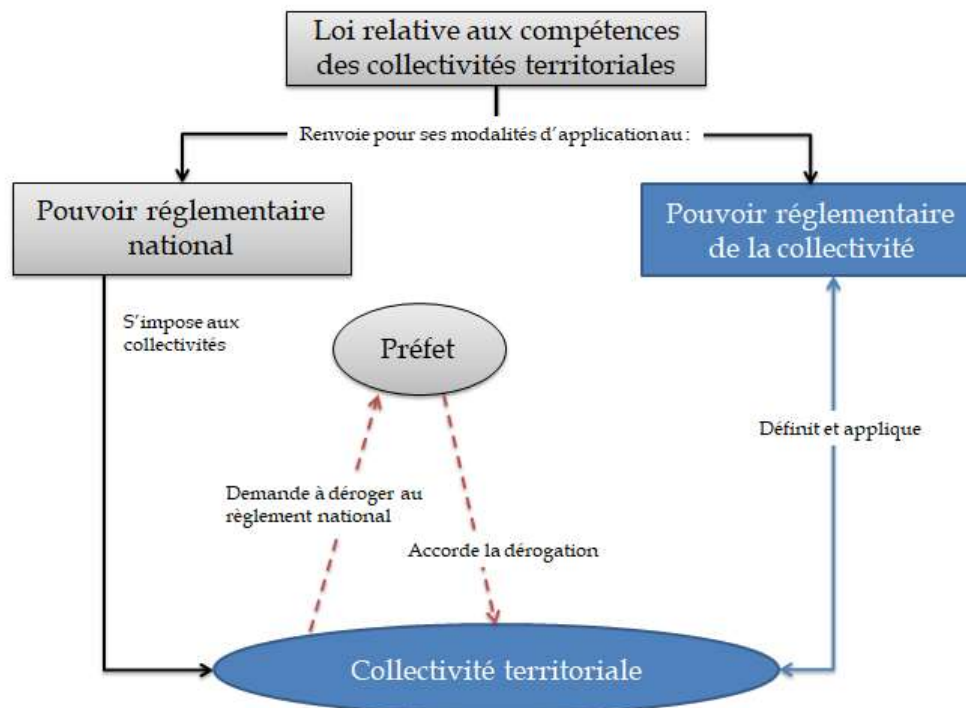 Loi relative aux compétences
des collectivités territoriales
Renvoie pour ses modalités d'application au :
Pouvoir réglementaire
national
Pouvoir réglementaire
de la collectivité
S'impose aux
collectivités
Préfet
Définit et applique
Demande à déroger au
règlement national
Accorde la dérogation
Collectivité territoriale